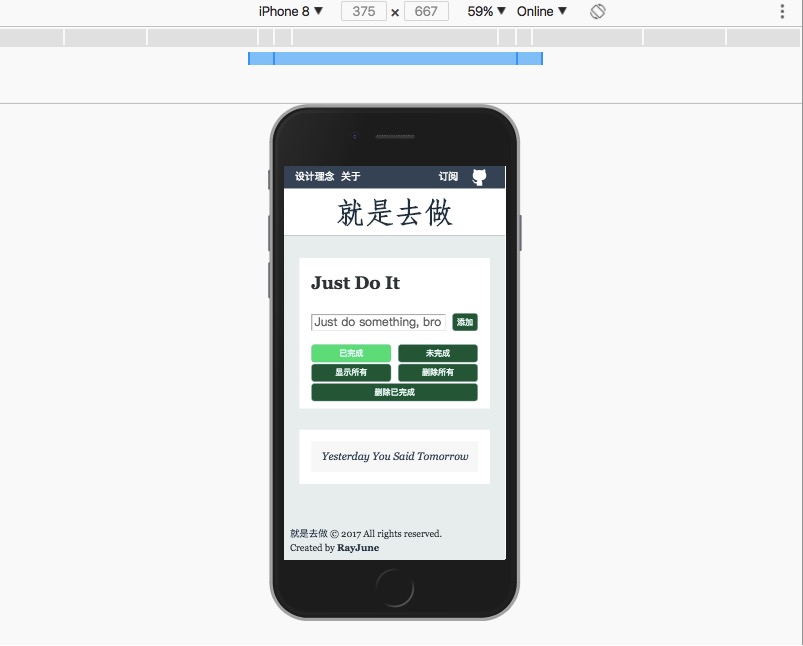 iPhone 8 ▼ 375 × 667 59% ▼ Online ▼
设计理念 关于 订阅
就是去做
Just Do It
Just do something, bro 添加
已完成 未完成
显示所有 删除所有
删除已完成
Yesterday You Said Tomorrow
就是去做 © 2017 All rights reserved.
Created by RayJune